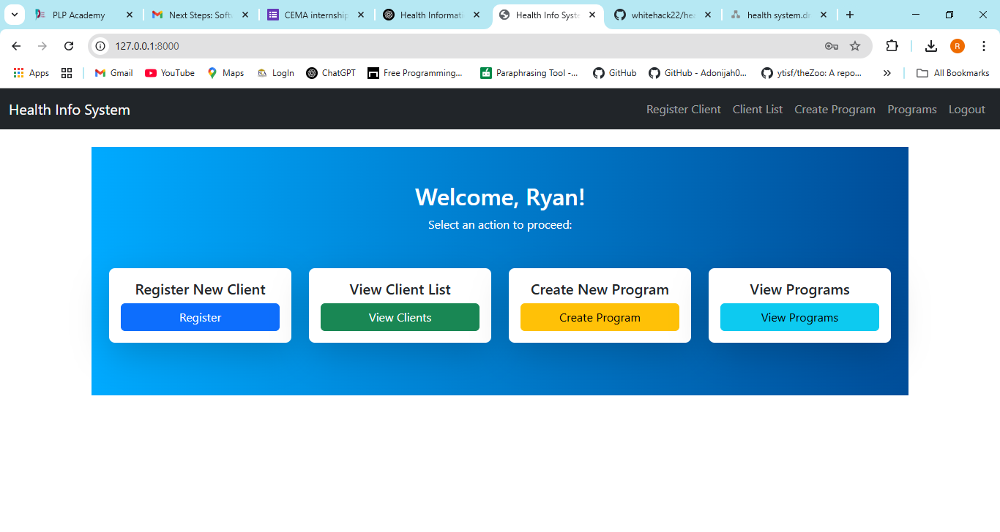 PLP Academy
Next Steps: Softw
CEMA internship
Health Informati
Health Info Syste
whitehack22/hea
health system.dr
127.0.0.1:8000
R
Apps
Gmail
YouTube
Maps
LogIn
ChatGPT
Free Programming...
Paraphrasing Tool -...
GitHub
GitHub - Adonijah0...
ytisf/theZoo: A repo...
All Bookmarks
Health Info System
Register Client
Client List
Create Program
Programs
Logout
Welcome, Ryan!
Select an action to proceed:
Register New Client
Register
View Client List
View Clients
Create New Program
Create Program
View Programs
View Programs